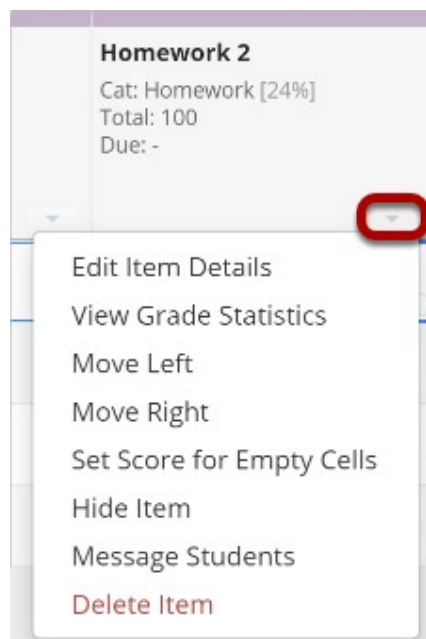 Homework 2
Cat: Homework [24%]
Total: 100
Due: -
Edit Item Details
View Grade Statistics
Move Left
Move Right
Set Score for Empty Cells
Hide Item
Message Students
Delete Item